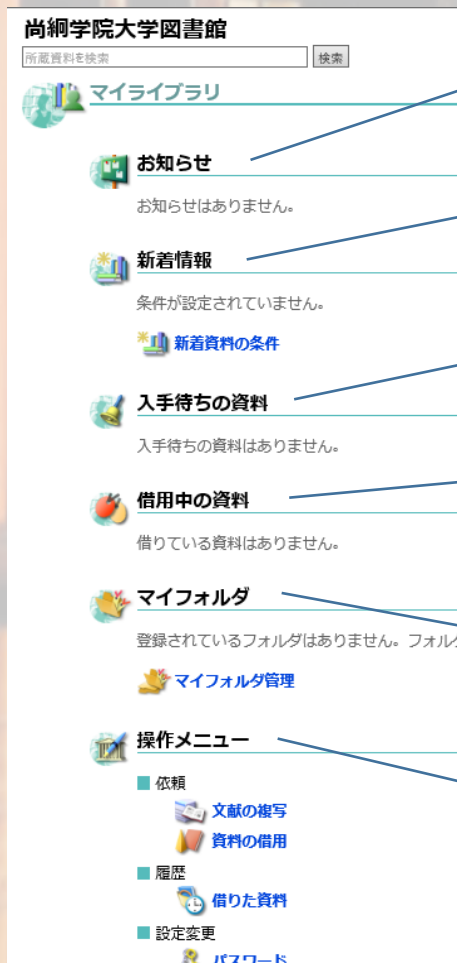 尚絅学院大学図書館
所蔵資料を検索 検索
マイライブラリ
お知らせ
お知らせはありません。
新着情報
条件が設定されていません。
新着資料の条件
入手待ちの資料
入手待ちの資料はありません。
借用中の資料
借りている資料はありません。
マイフォルダ
登録されているフォルダはありません。フォル
マイフォルダ管理
操作メニュー
依頼
文献の複写
資料の借用
履歴
借りた資料
設定変更
パスワード